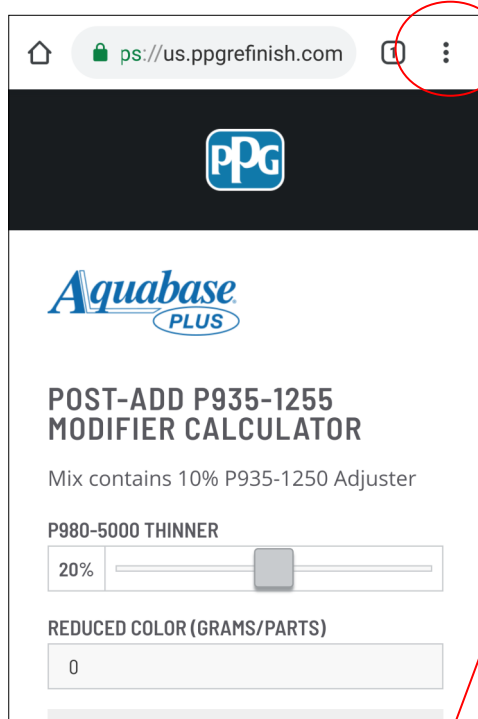 ps://us.ppgrefinish.com 1
PPG
Aquabase
PLUS
POST-ADD P935-1255
MODIFIER CALCULATOR
Mix contains 10% P935-1250 Adjuster
P980-5000 THINNER
20%
REDUCED COLOR (GRAMS/PARTS)
0